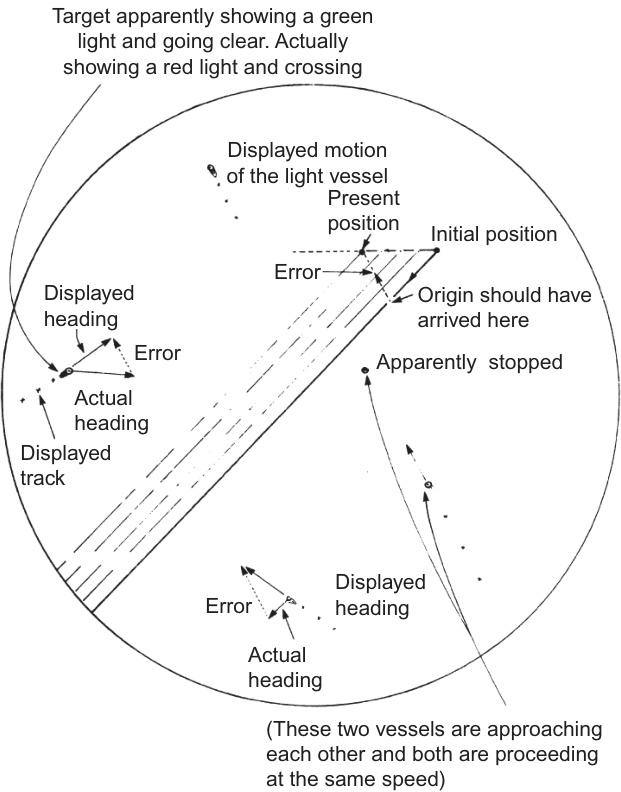 Target apparently showing a green
light and going clear. Actually
showing a red light and crossing
Displayed motion
of the light vessel
Present
position
Initial position
Error
Origin should have
arrived here
Displayed
heading
Error
Apparently stopped
Actual
heading
Displayed
track
Displayed
heading
Error
Actual
heading
(These two vessels are approaching
each other and both are proceeding
at the same speed)